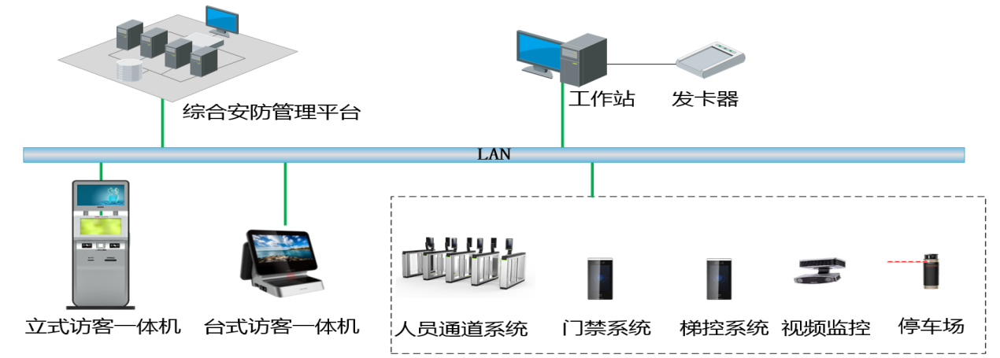 综合安防管理平台
工作站
发卡器
LAN
立式访客一体机
台式访客一体机
人员通道系统
门禁系统
梯控系统
视频监控
停车场